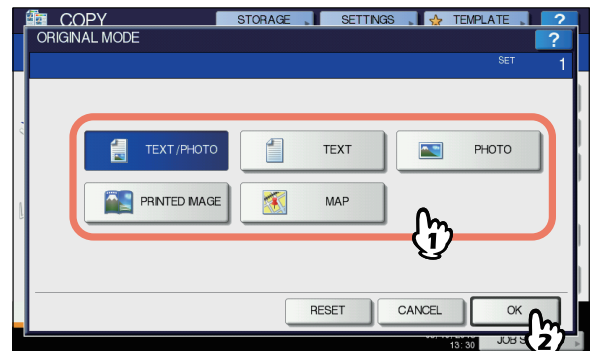 COPY STORAGE SETTINGS TEMPLATE ?
ORIGINAL MODE ?
SET 1
TEXT/PHOTO TEXT PHOTO
PRINTED IMAGE MAP
1
RESET CANCEL OK
13:30 JOB S
2